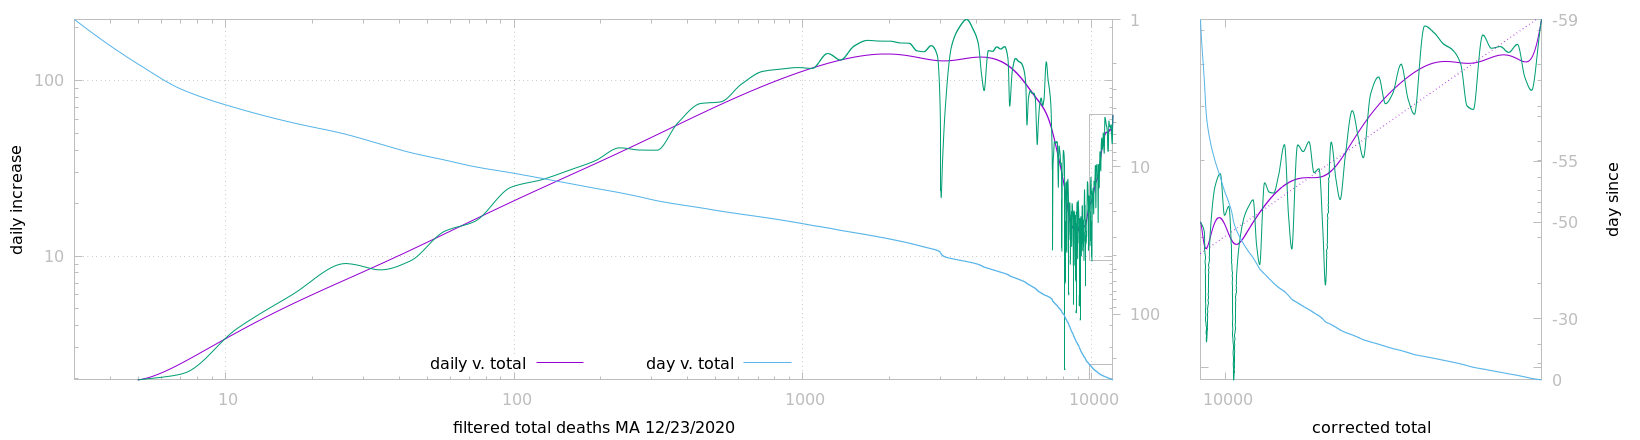 daily increase
100
10
10
100
1000
10000
filtered total deaths MA 12/23/2020
daily v. total
day v. total
1
10
100
10000
corrected total
-59
-55
-50
-30
0
day since